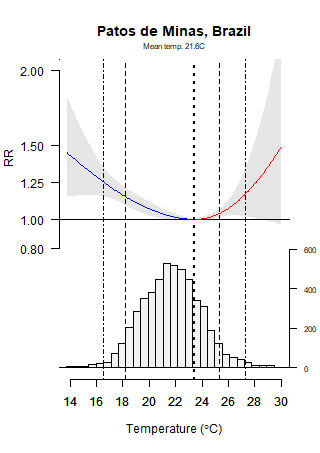 Patos de Minas, Brazil
Mean temp. 21.6C
2.00
1.50
1.25
1.00
0.80
RR
600
400
200
0
14 16 18 20 22 24 26 28 30
Temperature (°C)